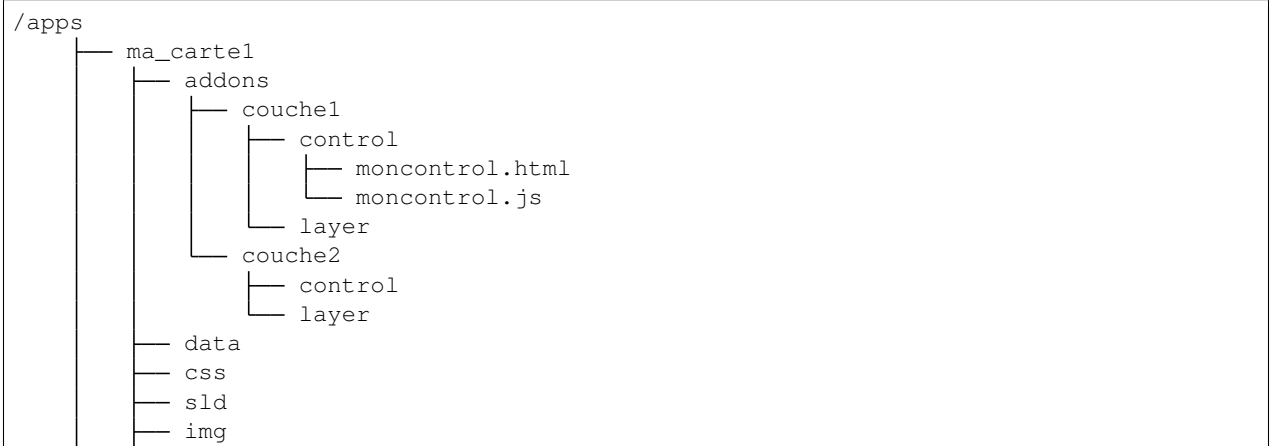 /apps
├── ma_carte1
│   ├── addons
│   │   ├── couche1
│   │   │   ├── control
│   │   │   │   ├── moncontrol.html
│   │   │   │   └── moncontrol.js
│   │   │   └── layer
│   │   └── couche2
│   │       ├── control
│   │       └── layer
│   ├── data
│   ├── css
│   ├── sld
│   ├── img